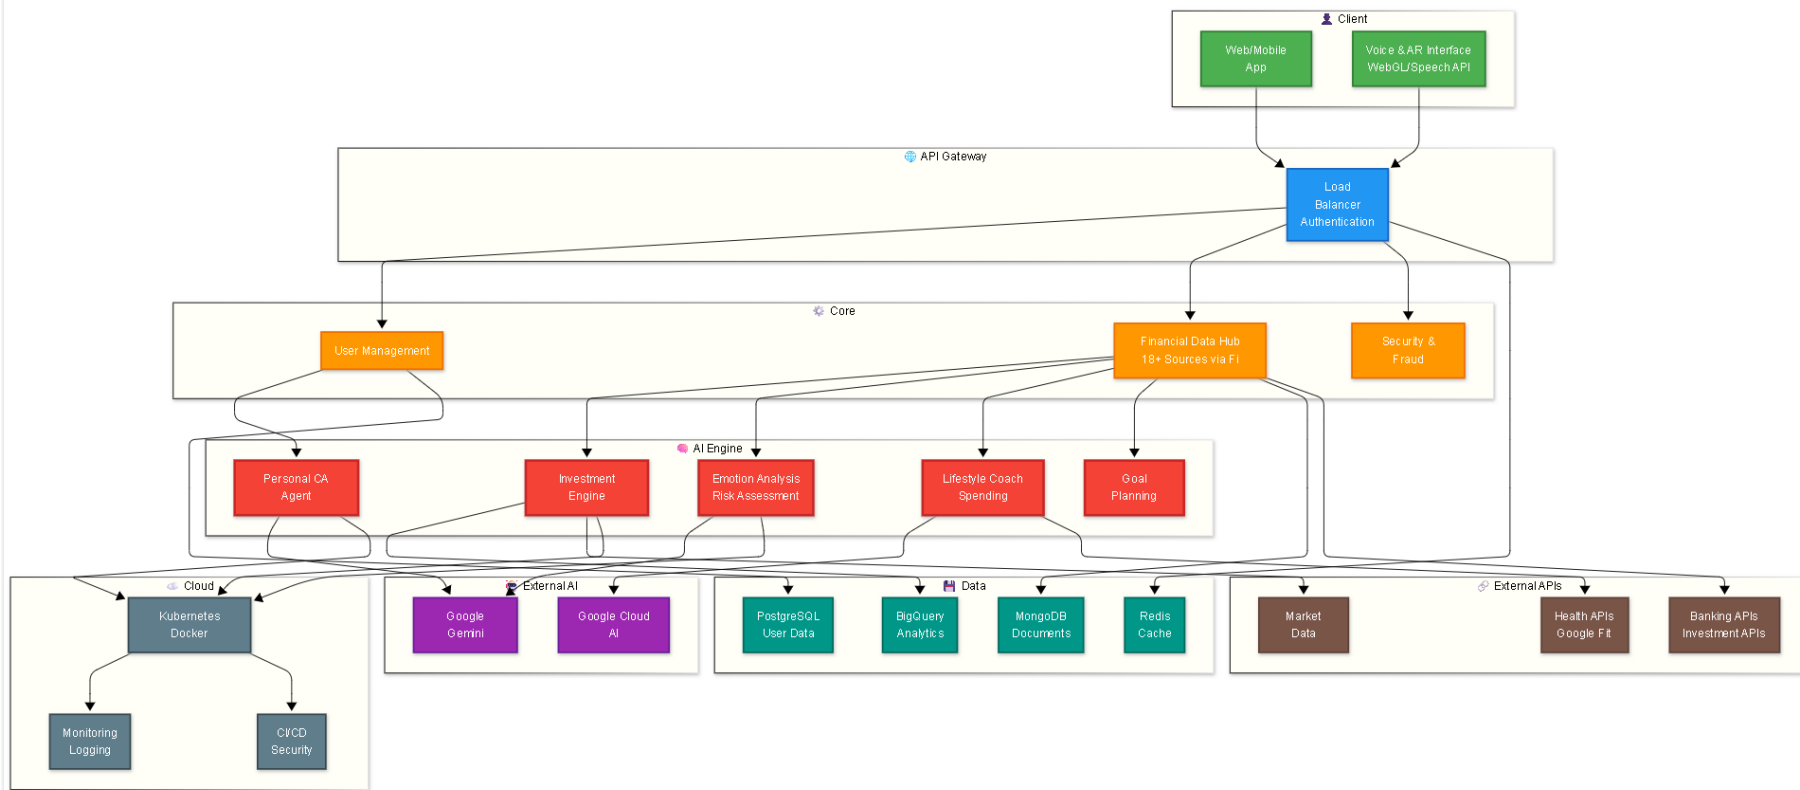 Client
Web/Mobile
App
Voice & AR Interface
WebGL/Speech API
API Gateway
Load
Balancer
Authentication
Core
User Management
Financial Data Hub
18+ Sources via Fi
Security &
Fraud
AI Engine
Personal CA
Agent
Investment
Engine
Emotion Analysis
Risk Assessment
Lifestyle Coach
Spending
Goal
Planning
Cloud
Kubernetes
Docker
Monitoring
Logging
CI/CD
Security
External AI
Google
Gemini
Google Cloud
AI
Data
PostgreSQL
User Data
BigQuery
Analytics
MongoDB
Documents
Redis
Cache
External APIs
Market
Data
Health APIs
Google Fit
Banking APIs
Investment APIs